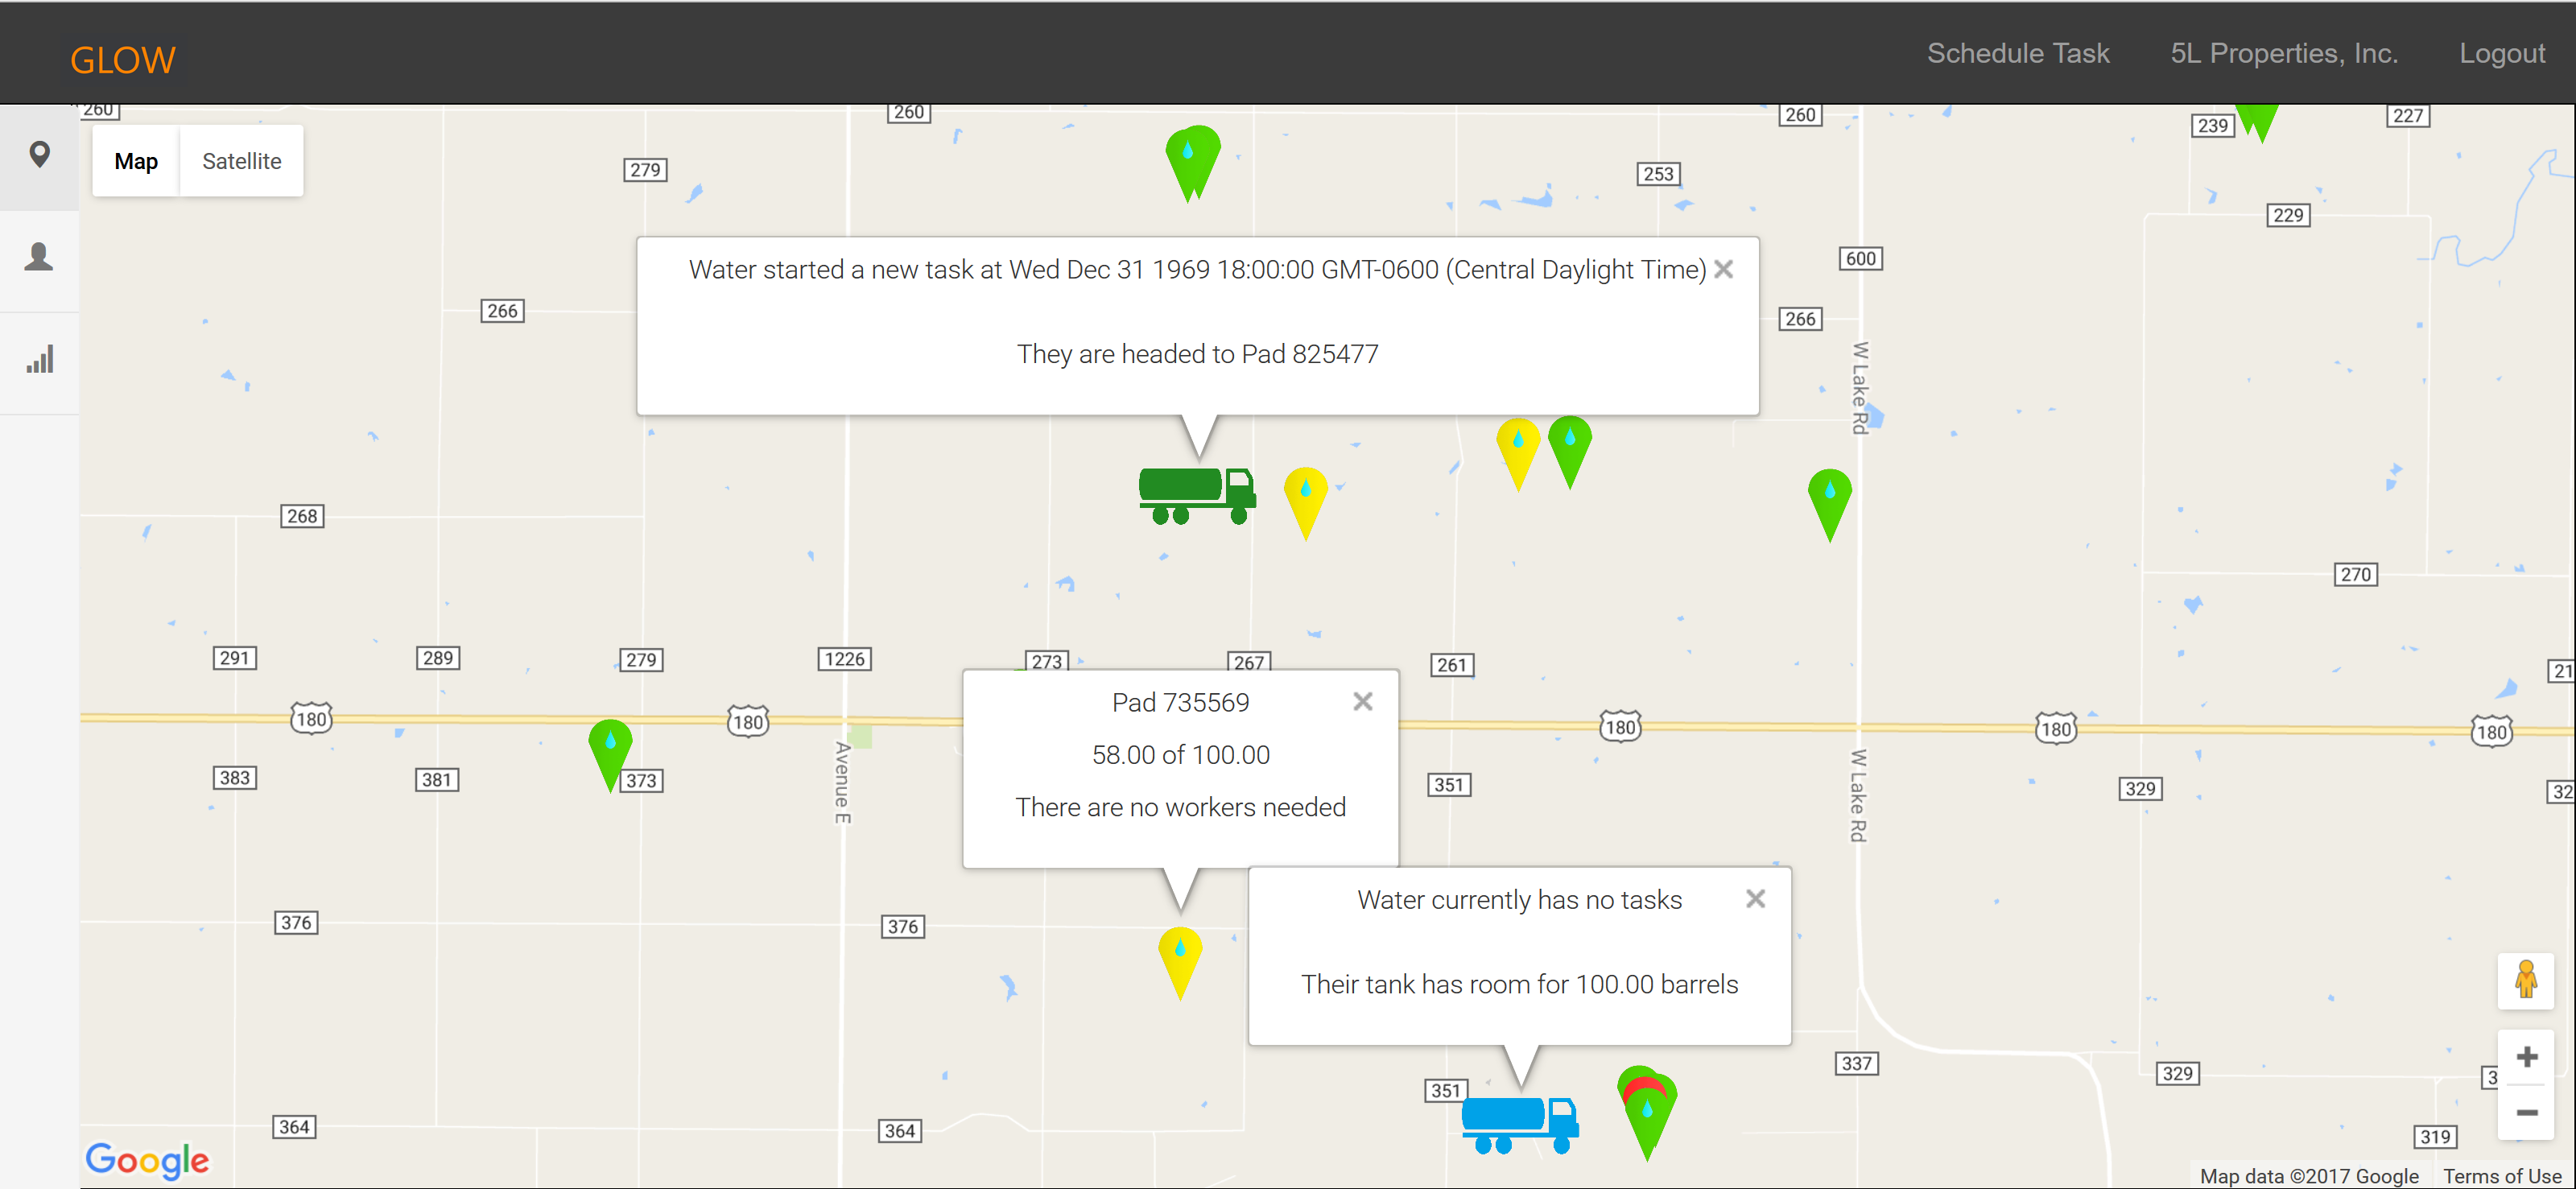 GLOW
Schedule Task 5L Properties, Inc. Logout
260 260 260 239 227
Map Satellite
279 253
229
Water started a new task at Wed Dec 31 1969 18:00:00 GMT-0600 (Central Daylight Time)
600
266 266
They are headed to Pad 825477
W Lake Rd
268
270
291 289 279 1226 273 267 261 21
Pad 735569
180 180 180 180 180
58.00 of 100.00
383 381 373 351 329 32
Avenue E
W Lake Rd
There are no workers needed
Water currently has no tasks
376 376
Their tank has room for 100.00 barrels
337
351 329 3
364 364 319
Google
Map data ©2017 Google Terms of Use